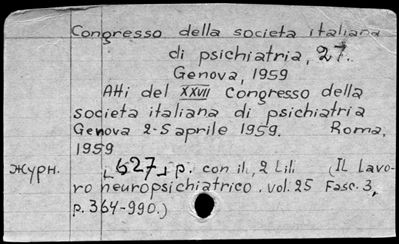 Congresso della societa italiana
di psichiatria, 27.
Genova, 1959
Atti del XXVII Congresso della
societa italiana di psichiatria
Genova 2-5 aprile 1959. Roma,
1959
журн. [627] p. con il., 2 Lil. (IL Lavo-
ro neuropsichiatrico. vol. 25 Fasc. 3,
p. 364-990.)